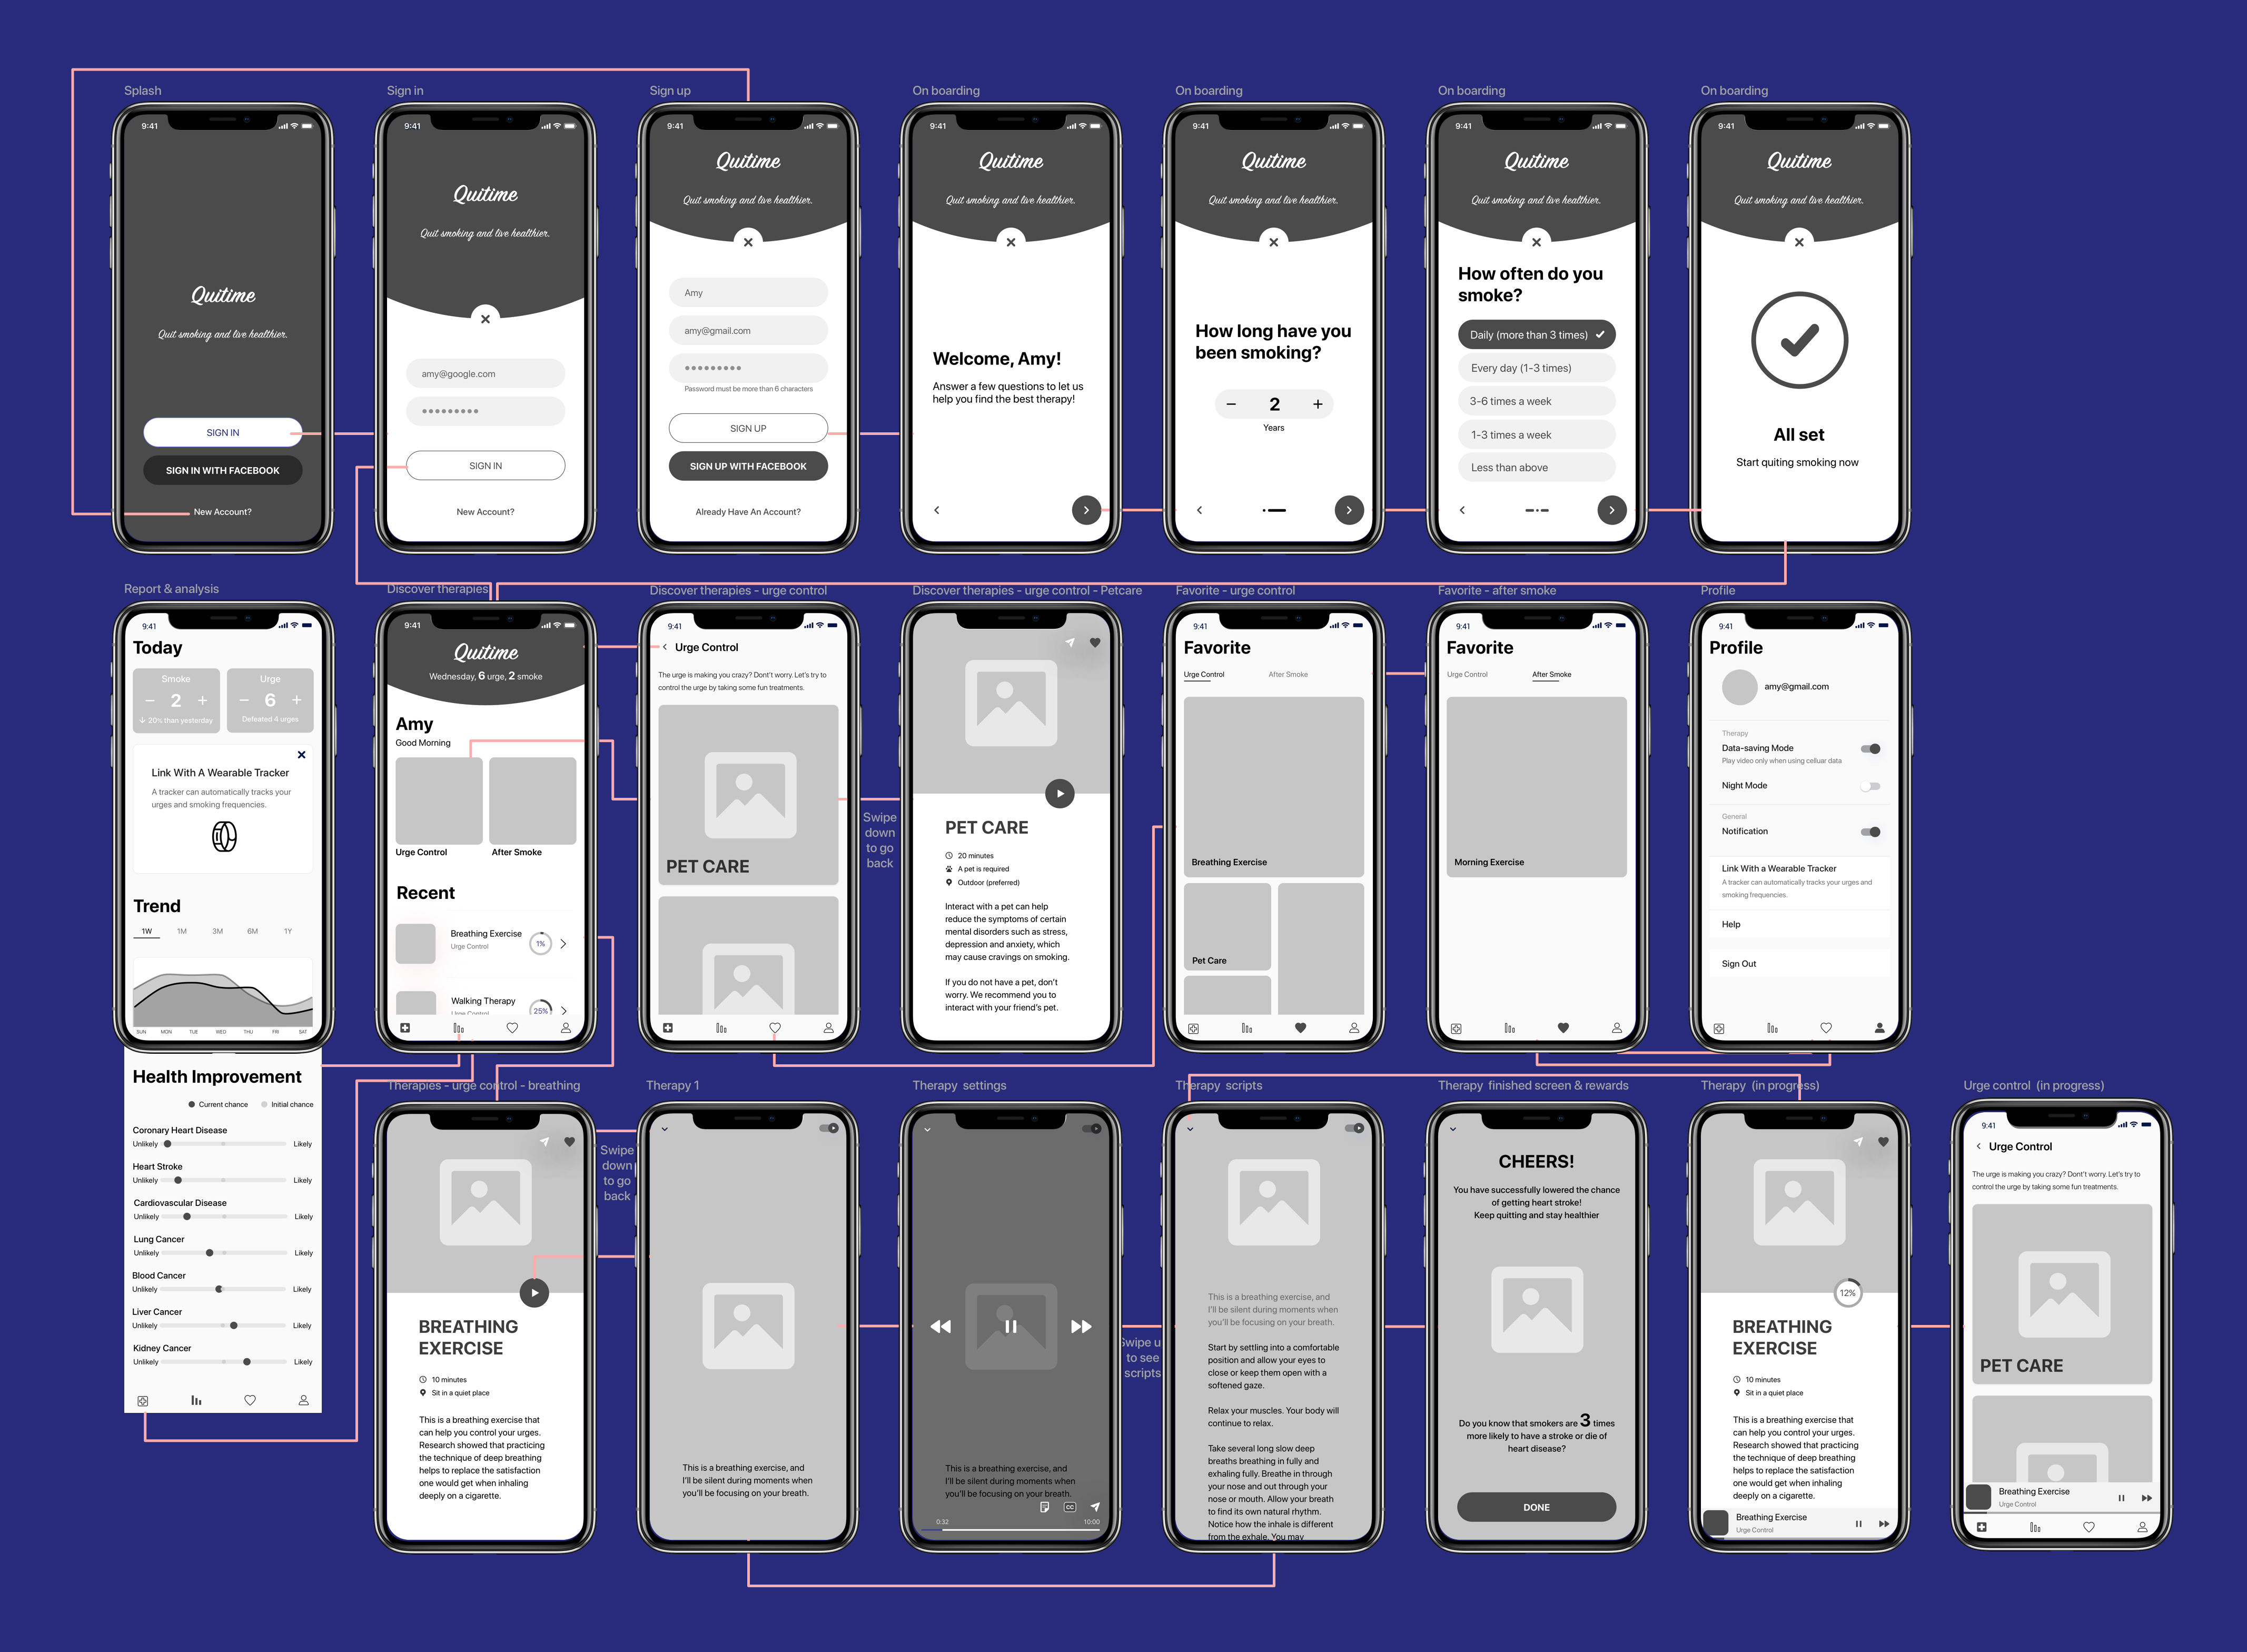 Splash
9:41
Quitime
Quit smoking and live healthier.
SIGN IN
SIGN IN WITH FACEBOOK
New Account?
Sign in
9:41
Quitime
Quit smoking and live healthier.
amy@google.com
SIGN IN
New Account?
Sign up
9:41
Quitime
Quit smoking and live healthier.
Amy
amy@gmail.com
Password must be more than 6 characters
SIGN UP
SIGN UP WITH FACEBOOK
Already Have An Account?
On boarding
9:41
Quitime
Quit smoking and live healthier.
Welcome, Amy!
Answer a few questions to let us
help you find the best therapy!
On boarding
9:41
Quitime
Quit smoking and live healthier.
How long have you
been smoking?
− 2 +
Years
On boarding
9:41
Quitime
Quit smoking and live healthier.
How often do you
smoke?
Daily (more than 3 times)
Every day (1-3 times)
3-6 times a week
1-3 times a week
Less than above
On boarding
9:41
Quitime
Quit smoking and live healthier.
All set
Start quiting smoking now
Report & analysis
9:41
Today
Smoke
− 2 +
20% than yesterday
Urge
− 6 +
Defeated 4 urges
Link With A Wearable Tracker
A tracker can automatically tracks your
urges and smoking frequencies.
Trend
1W 1M 3M 6M 1Y
SUN MON TUE WED THU FRI SAT
Health Improvement
Current chance Initial chance
Coronary Heart Disease
Unlikely Likely
Heart Stroke
Unlikely Likely
Cardiovascular Disease
Unlikely Likely
Lung Cancer
Unlikely Likely
Blood Cancer
Unlikely Likely
Liver Cancer
Unlikely Likely
Kidney Cancer
Unlikely Likely
Discover therapies
9:41
Quitime
Wednesday, 6 urge, 2 smoke
Amy
Good Morning
Urge Control
After Smoke
Recent
Breathing Exercise
Urge Control
1%
Walking Therapy
Urge Control
25%
Discover therapies - urge control
9:41
Urge Control
The urge is making you crazy? Dont't worry. Let's try to
control the urge by taking some fun treatments.
PET CARE
Swipe
down
to go
back
Discover therapies - urge control - Petcare
PET CARE
20 minutes
A pet is required
Outdoor (preferred)
Interact with a pet can help
reduce the symptoms of certain
mental disorders such as stress,
depression and anxiety, which
may cause cravings on smoking.
If you do not have a pet, don't
worry. We recommend you to
interact with your friend's pet.
Favorite - urge control
9:41
Favorite
Urge Control After Smoke
Breathing Exercise
Pet Care
Favorite - after smoke
9:41
Favorite
Urge Control After Smoke
Morning Exercise
Profile
9:41
Profile
amy@gmail.com
Therapy
Data-saving Mode
Play video only when using celluar data
Night Mode
General
Notification
Link With a Wearable Tracker
A tracker can automatically tracks your urges and
smoking frequencies.
Help
Sign Out
Therapies - urge control - breathing
BREATHING
EXERCISE
10 minutes
Sit in a quiet place
This is a breathing exercise that
can help you control your urges.
Research showed that practicing
the technique of deep breathing
helps to replace the satisfaction
one would get when inhaling
deeply on a cigarette.
Swipe
down
to go
back
Therapy 1
This is a breathing exercise, and
I'll be silent during moments when
you'll be focusing on your breath.
Therapy settings
This is a breathing exercise, and
I'll be silent during moments when
you'll be focusing on your breath.
CC
0:32 10:00
Swipe u
to see
scripts
Therapy scripts
This is a breathing exercise, and
I'll be silent during moments when
you'll be focusing on your breath.
Start by settling into a comfortable
position and allow your eyes to
close or keep them open with a
softened gaze.
Relax your muscles. Your body will
continue to relax.
Take several long slow deep
breaths breathing in fully and
exhaling fully. Breathe in through
your nose and out through your
nose or mouth. Allow your breath
to find its own natural rhythm.
Notice how the inhale is different
from the exhale. You may
Therapy finished screen & rewards
CHEERS!
You have successfully lowered the chance
of getting heart stroke!
Keep quitting and stay healthier
Do you know that smokers are 3 times
more likely to have a stroke or die of
heart disease?
DONE
Therapy (in progress)
12%
BREATHING
EXERCISE
10 minutes
Sit in a quiet place
This is a breathing exercise that
can help you control your urges.
Research showed that practicing
the technique of deep breathing
helps to replace the satisfaction
one would get when inhaling
deeply on a cigarette.
Breathing Exercise
Urge Control
Urge control (in progress)
9:41
Urge Control
The urge is making you crazy? Dont't worry. Let's try to
control the urge by taking some fun treatments.
PET CARE
Breathing Exercise
Urge Control